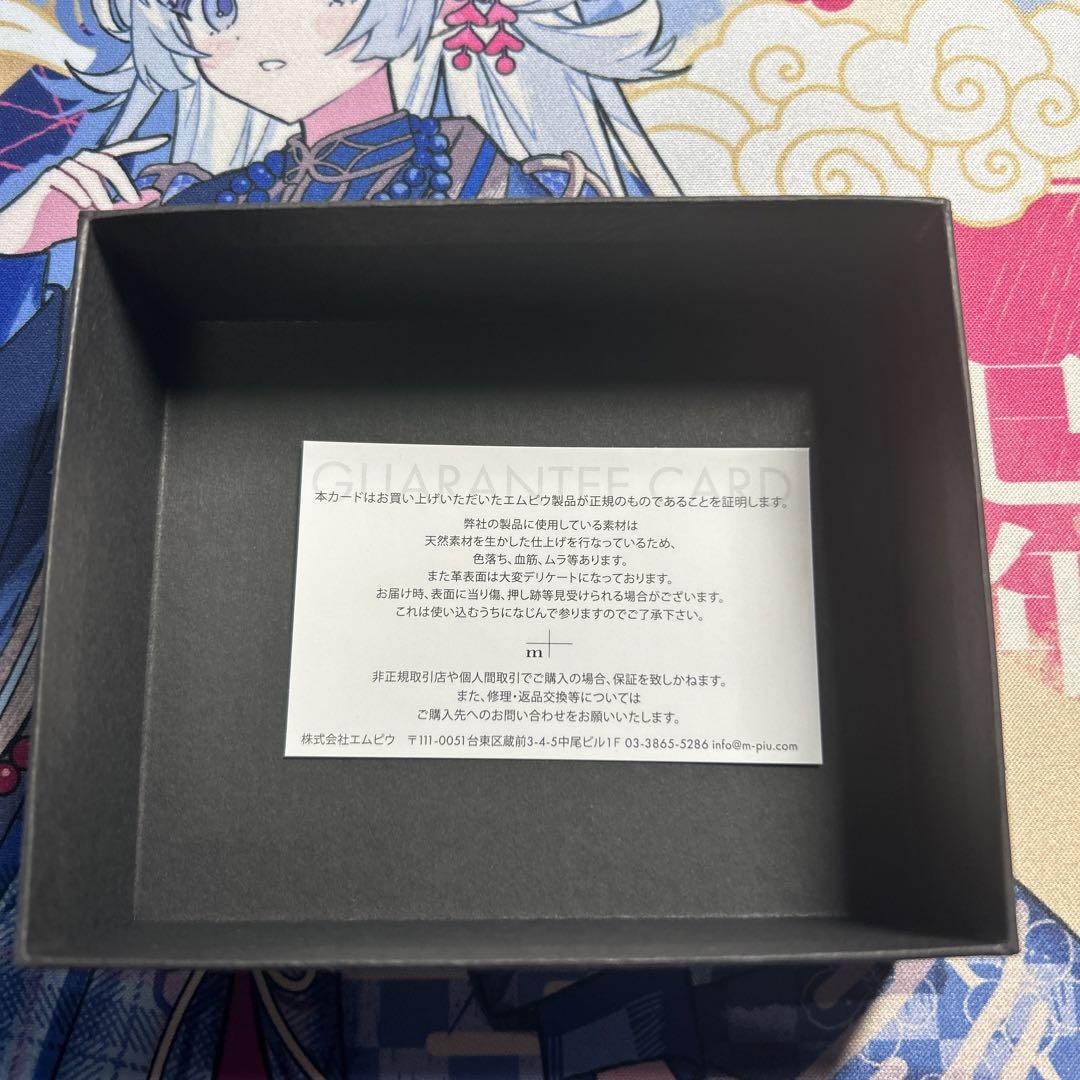 GUARANTEE CARD
本カードはお買い上げいただいたエムピウ製品が正規のものであることを証明します。
弊社の製品に使用している素材は
天然素材を生かした仕上げを行なっているため、
色落ち、血筋、ムラ等あります。
また革表面は大変デリケートになっております。
お届け時、表面に当り傷、押し跡等見受けられる場合がございます。
これは使い込むうちになじんで参りますのでご了承下さい。
m+
非正規取引店や個人間取引でご購入の場合、保証を致しかねます。
また、修理・返品交換等については
ご購入先へのお問い合わせをお願いいたします。
株式会社エムピウ 〒111-0051台東区蔵前3-4-5中尾ビル1F 03-3865-5286 info@m-piu.com